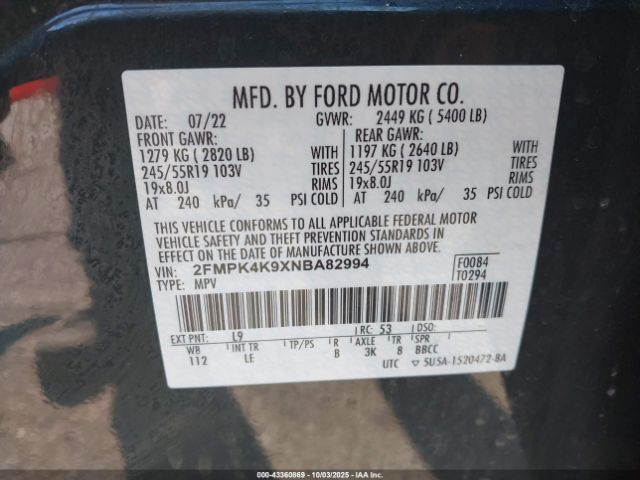 MFD. BY FORD MOTOR CO.
DATE: 07/22 GVWR: 2449 KG ( 5400 LB)
FRONT GAWR: REAR GAWR:
1279 KG ( 2820 LB) WITH 1197 KG ( 2640 LB) WITH
245/55R19 103V TIRES 245/55R19 103V TIRES
19x8.0J RIMS 19x8.0J RIMS
AT 240 kPa/ 35 PSI COLD AT 240 kPa/ 35 PSI COLD
THIS VEHICLE CONFORMS TO ALL APPLICABLE FEDERAL MOTOR
VEHICLE SAFETY AND THEFT PREVENTION STANDARDS IN
EFFECT ON THE DATE OF MANUFACTURE SHOWN ABOVE.
VIN: 2FMPK4K9XNBA82994 F0084
TYPE: MPV T0294
EXT PNT: L9 RC: 53 DSO:
WB INT TR TP/PS R AXLE TR SPR
112 LE B 3K 8 BBCC
UTC ▽ 5U5A-1520472-BA
000-43360869 10/03/2025 IAA Inc.